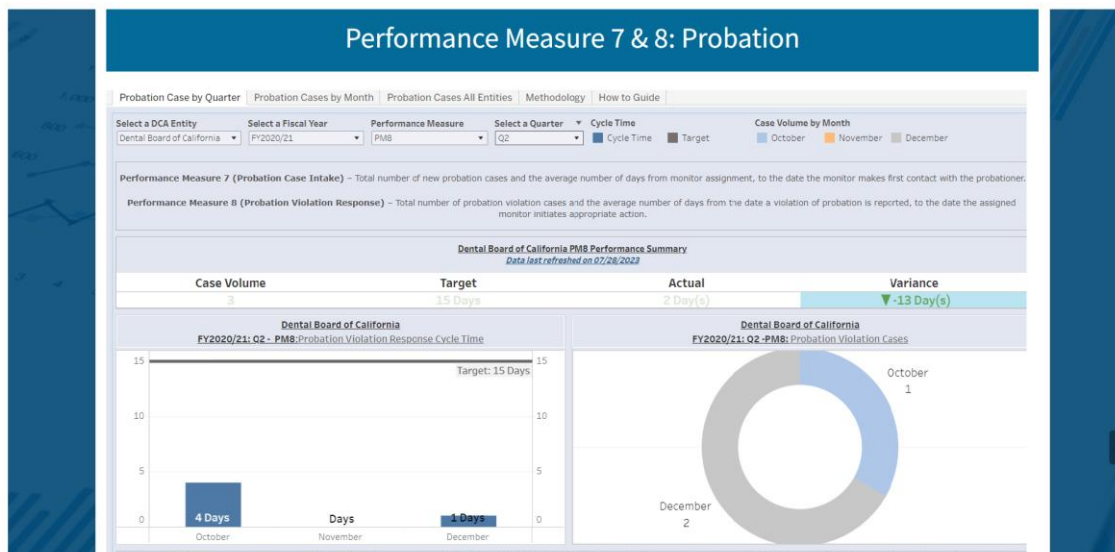 Performance Measure 7 & 8: Probation
Probation Case by Quarter Probation Cases by Month Probation Cases All Entities Methodology How to Guide
Select a DCA Entity Select a Fiscal Year Performance Measure Select a Quarter Cycle Time Case Volume by Month
Dental Board of California FY2020/21 PM8 Q2 Cycle Time Target October November December
Performance Measure 7 (Probation Case Intake) – Total number of new probation cases and the average number of days from monitor assignment, to the date the monitor makes first contact with the probationer.
Performance Measure 8 (Probation Violation Response) – Total number of probation violation cases and the average number of days from the date a violation of probation is reported, to the date the assigned
monitor initiates appropriate action.
Dental Board of California PM8 Performance Summary
Data last refreshed on 07/28/2023
Case Volume Target Actual Variance
3 15 Days 2 Day(s) ▼-13 Day(s)
Dental Board of California
FY2020/21: Q2 - PM8:Probation Violation Response Cycle Time
15 15
Target: 15 Days
10 10
5 5
0 4 Days Days 1 Days 0
October November December
Dental Board of California
FY2020/21: Q2 -PM8: Probation Violation Cases
October
1
December
2